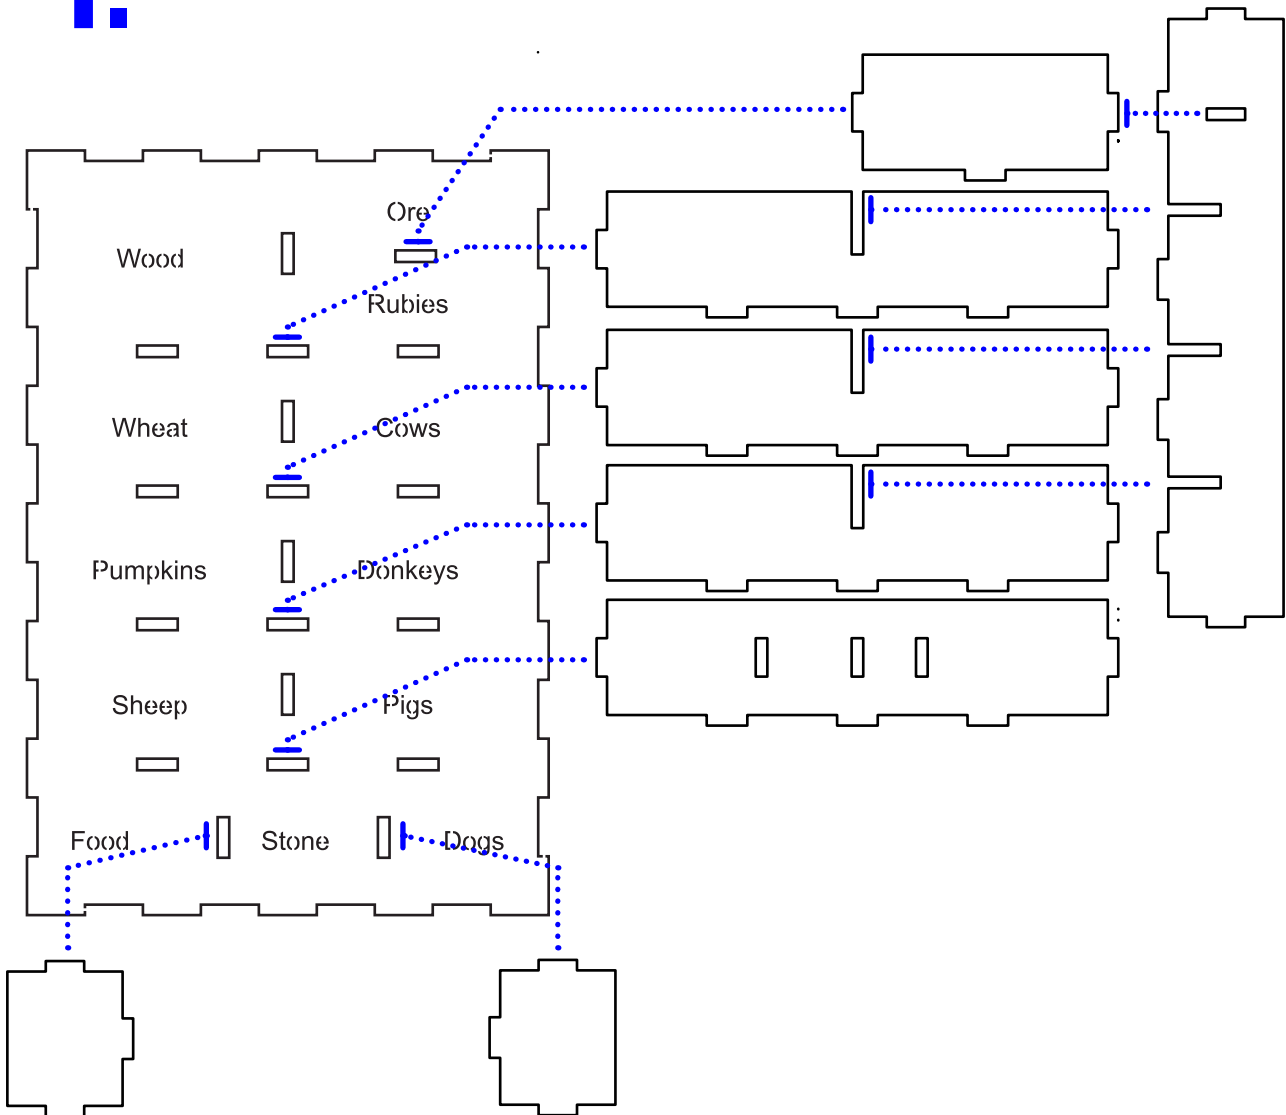 Ore
Wood
Rubies
Wheat Cows
Pumpkins Donkeys
Sheep Pigs
Food Stone Dogs